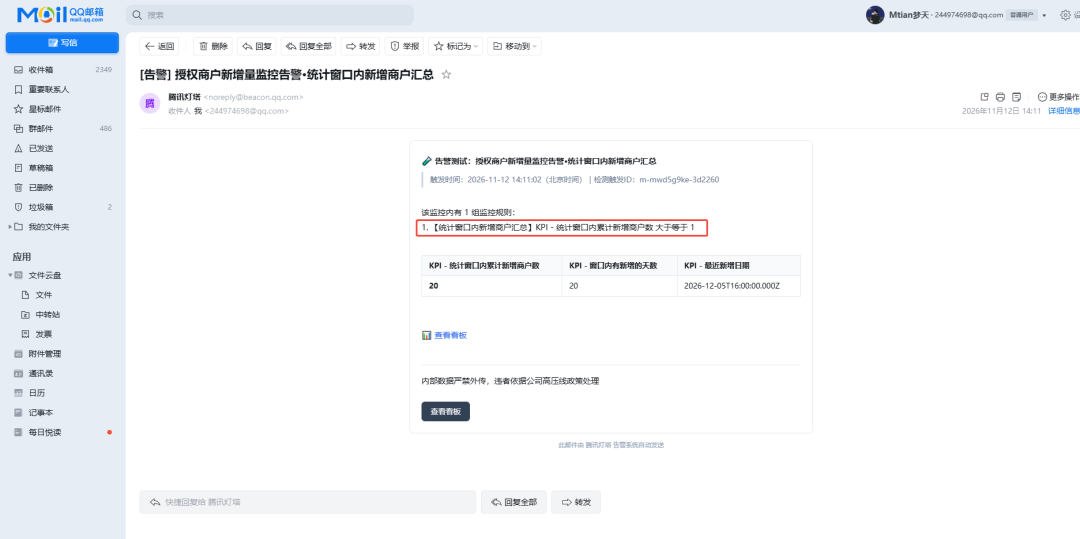 Mail QQ邮箱
mail.qq.com
搜索
Mtian梦天 · 244974698@qq.com 普通用户
写信
返回 删除 回复 回复全部 转发 举报 标记为 移动到
收件箱 2349
重要联系人
星标邮件
群邮件 486
已发送
草稿箱
已删除
垃圾箱 2
我的文件夹
应用
文件云盘
文件
中转站
发票
附件管理
通讯录
日历
记事本
每日悦读
[告警] 授权商户新增量监控告警•统计窗口内新增商户汇总
腾
腾讯灯塔 <noreply@beacon.qq.com>
收件人 我 <244974698@qq.com>
更多操作
2026年11月12日 14:11 详细信息
告警测试：授权商户新增量监控告警•统计窗口内新增商户汇总
触发时间：2026-11-12 14:11:02（北京时间） | 检测触发ID：m-mwd5g9ke-3d2260
该监控内有 1 组监控规则：
1. 【统计窗口内新增商户汇总】KPI - 统计窗口内累计新增商户数 大于等于 1
KPI - 统计窗口内累计新增商户数 KPI - 窗口内有新增的天数 KPI - 最近新增日期
20 20 2026-12-05T16:00:00.000Z
查看看板
内部数据严禁外传，违者依据公司高压线政策处理
查看看板
此邮件由 腾讯灯塔 告警系统自动发送
快捷回复给 腾讯灯塔
回复全部
转发